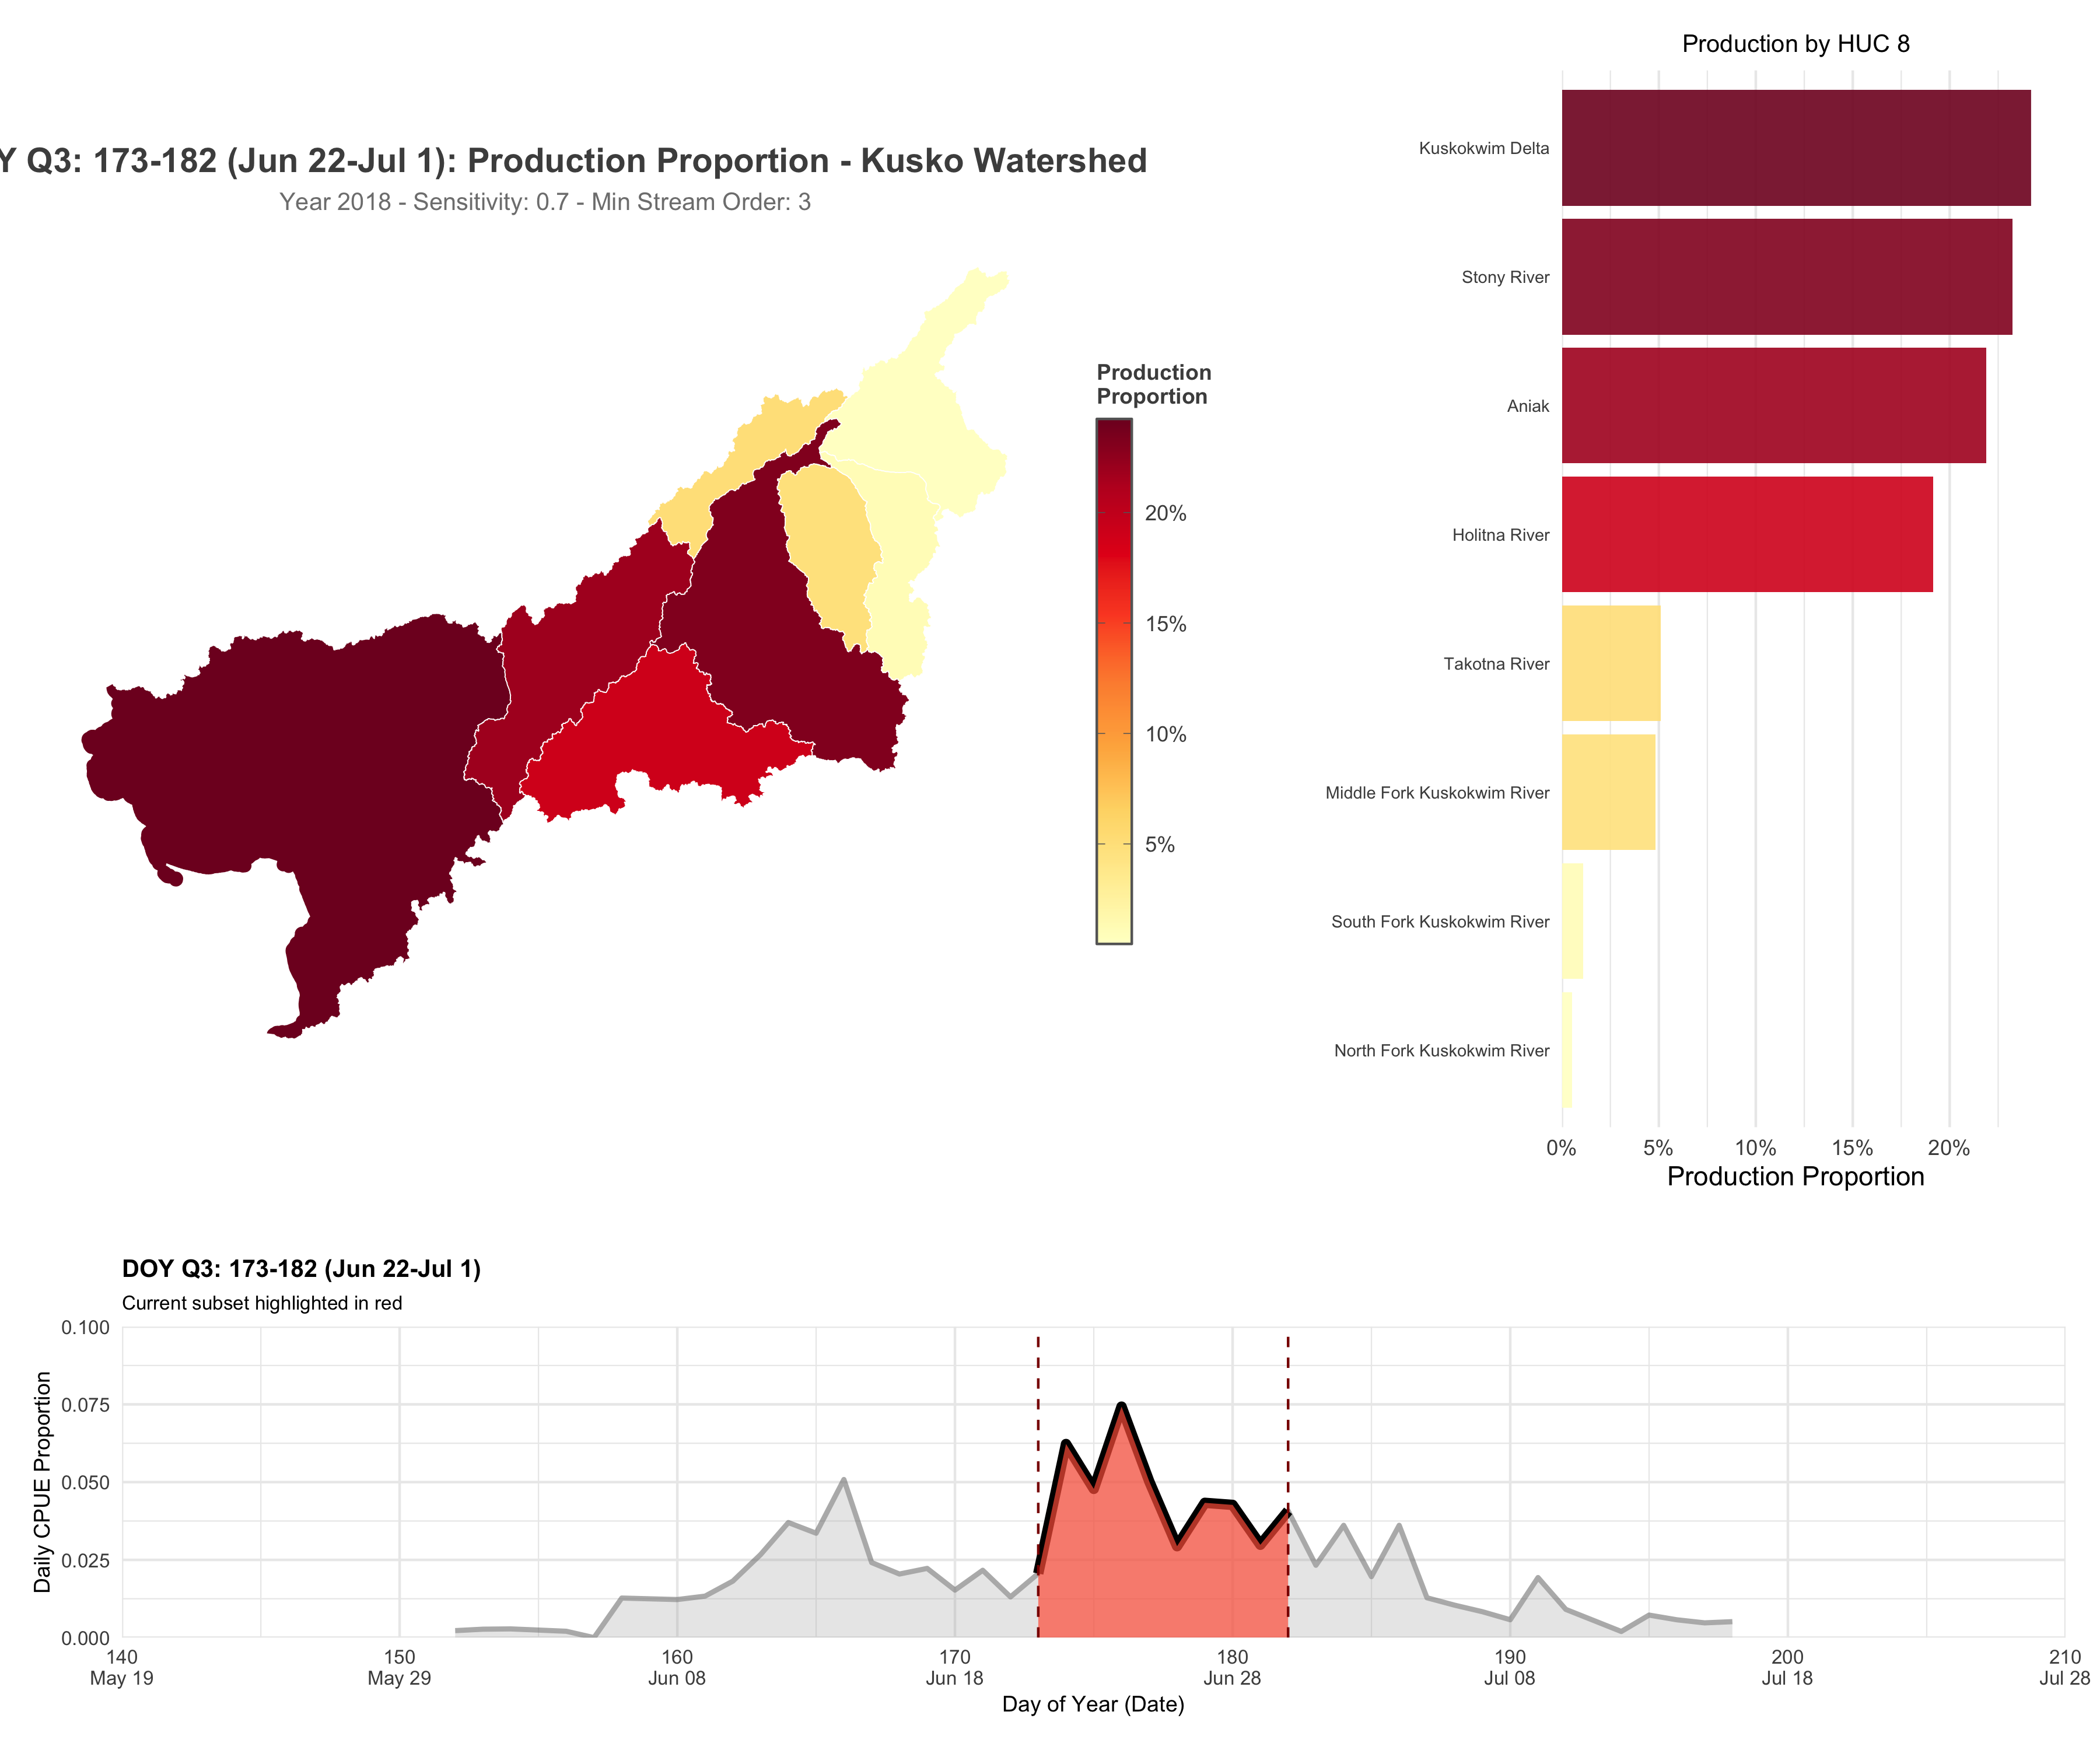 Y Q3: 173-182 (Jun 22-Jul 1): Production Proportion - Kusko Watershed
Year 2018 - Sensitivity: 0.7 - Min Stream Order: 3
Production
Proportion
20%
15%
10%
5%
Production by HUC 8
Kuskokwim Delta
Stony River
Aniak
Holitna River
Takotna River
Middle Fork Kuskokwim River
South Fork Kuskokwim River
North Fork Kuskokwim River
0% 5% 10% 15% 20%
Production Proportion
DOY Q3: 173-182 (Jun 22-Jul 1)
Current subset highlighted in red
Daily CPUE Proportion
0.100
0.075
0.050
0.025
0.000
140 150 160 170 180 190 200 210
May 19 May 29 Jun 08 Jun 18 Jun 28 Jul 08 Jul 18 Jul 28
Day of Year (Date)